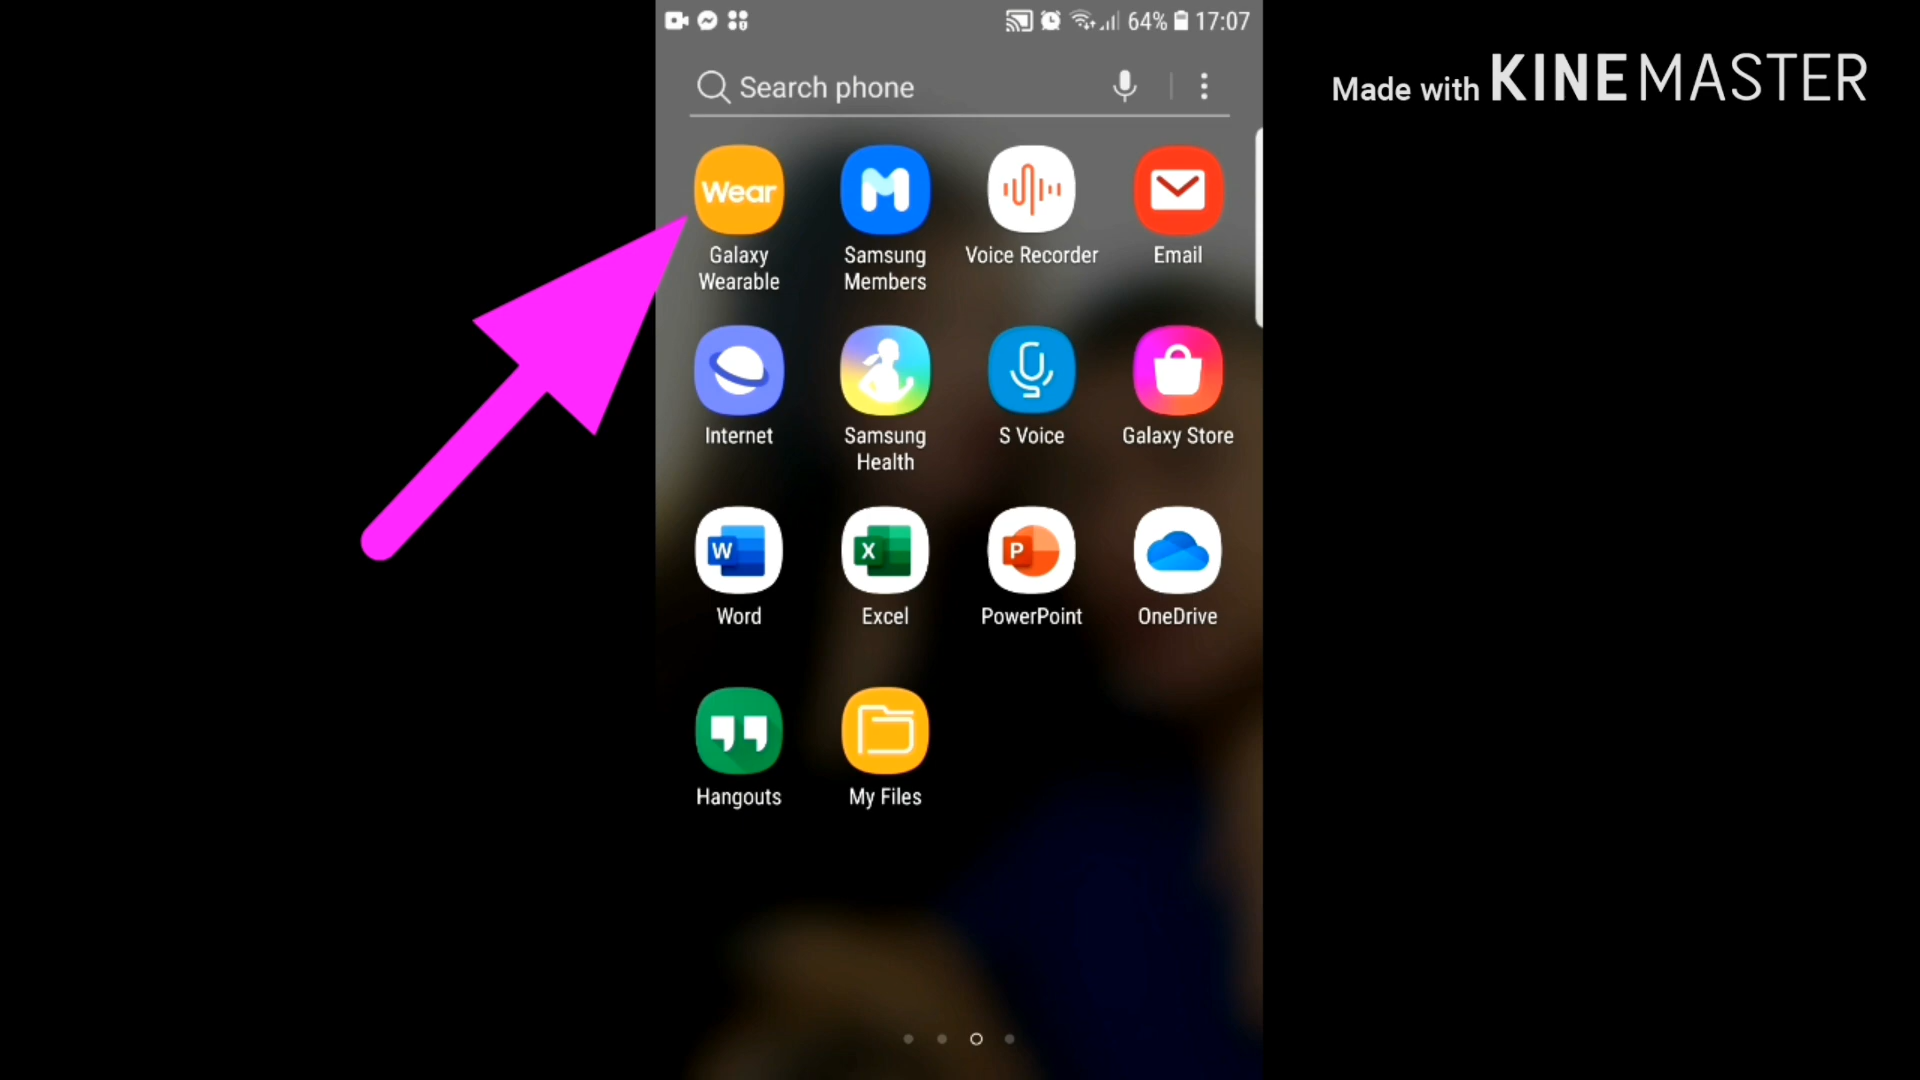 64% 17:07
Made with KINEMASTER
Search phone
Wear
Galaxy
Wearable
Samsung
Members
Voice Recorder
Email
Internet
Samsung
Health
S Voice
Galaxy Store
W
Word
X
Excel
P
PowerPoint
OneDrive
Hangouts
My Files